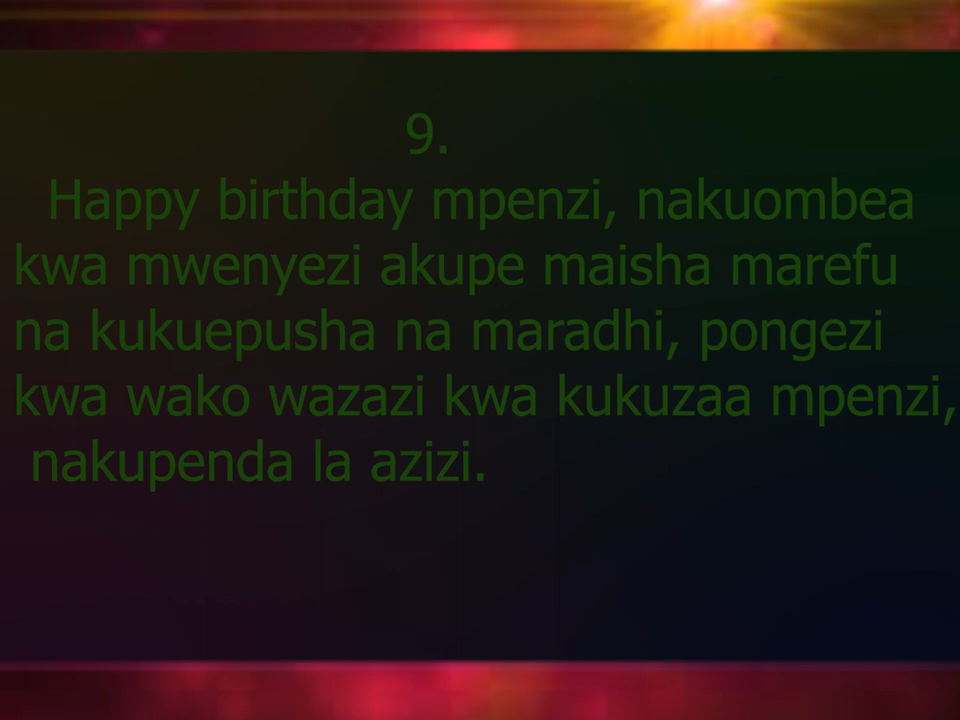 9.
Happy birthday mpenzi, nakuombea
kwa mwenyezi akupe maisha marefu
na kukuepusha na maradhi, pongezi
kwa wako wazazi kwa kukuzaa mpenzi,
nakupenda la azizi.